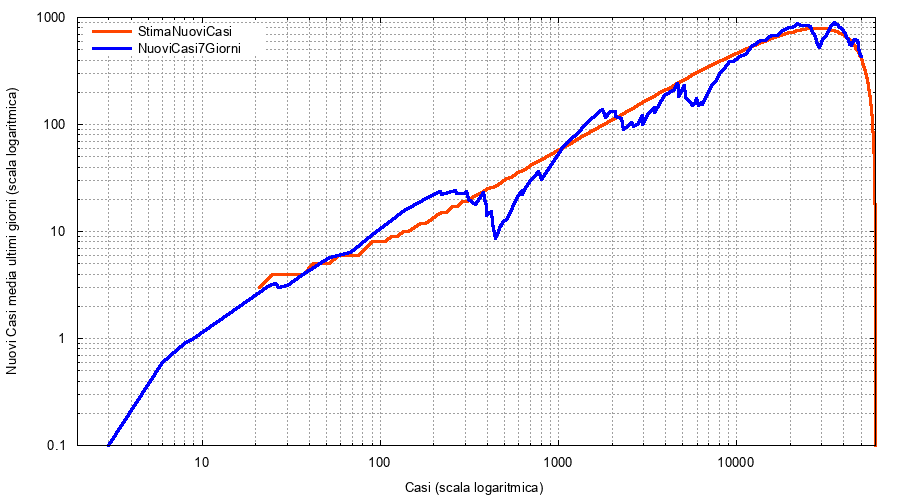 1000
StimaNuoviCasi
NuoviCasi7Giorni
100
10
1
0.1
Nuovi Casi media ultimi giorni (scala logaritmica)
10 100 1000 10000
Casi (scala logaritmica)